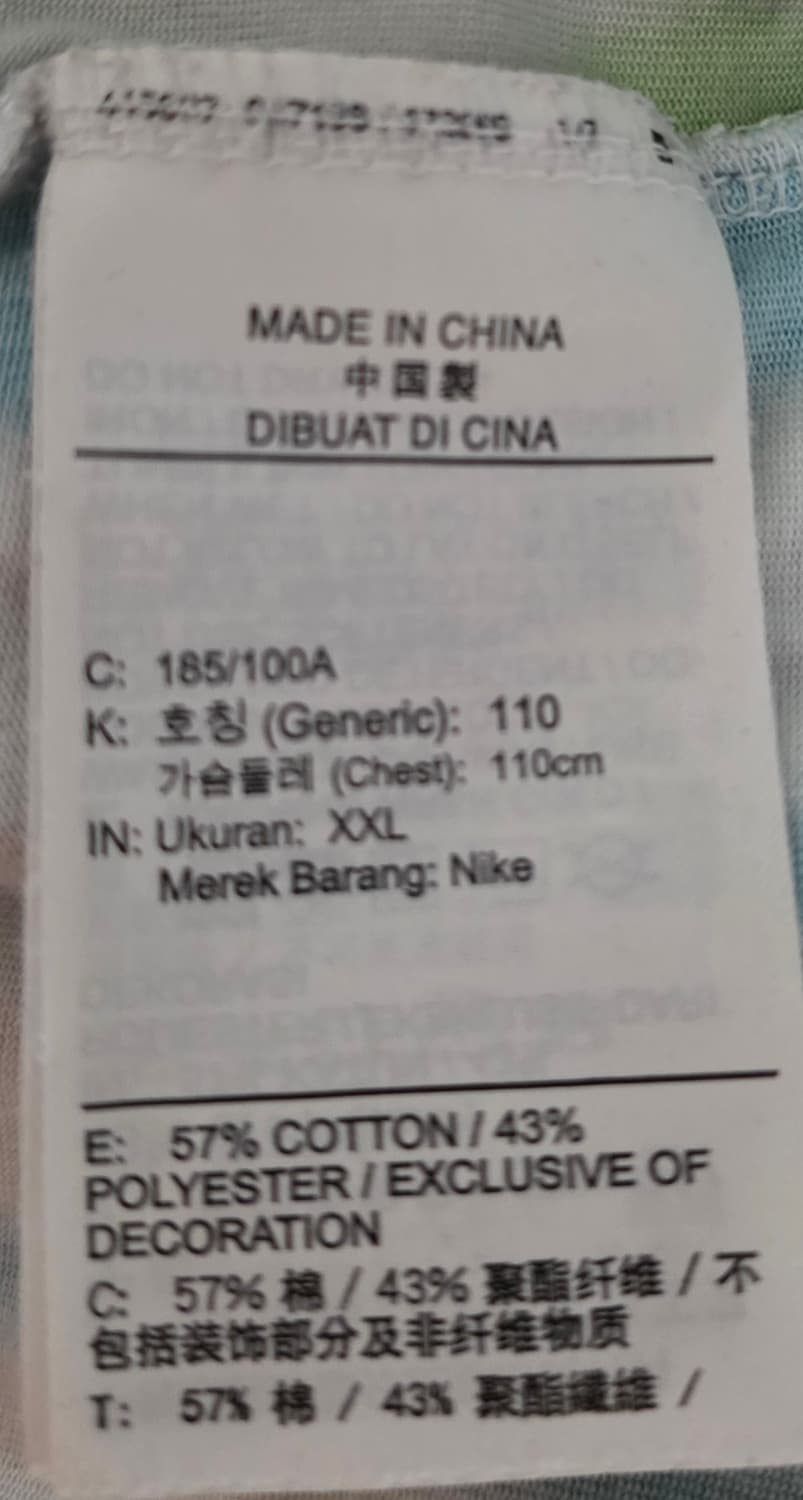 MADE IN CHINA
中国製
DIBUAT DI CINA
C: 185/100A
K: 호칭 (Generic): 110
가슴둘레 (Chest): 110cm
IN: Ukuran: XXL
Merek Barang: Nike
E: 57% COTTON / 43%
POLYESTER / EXCLUSIVE OF
DECORATION
C: 57% 棉 / 43% 聚酯纤维 / 不
包括装饰部分及非纤维物质
T: 57% 棉 / 43% 聚酯纖維 /